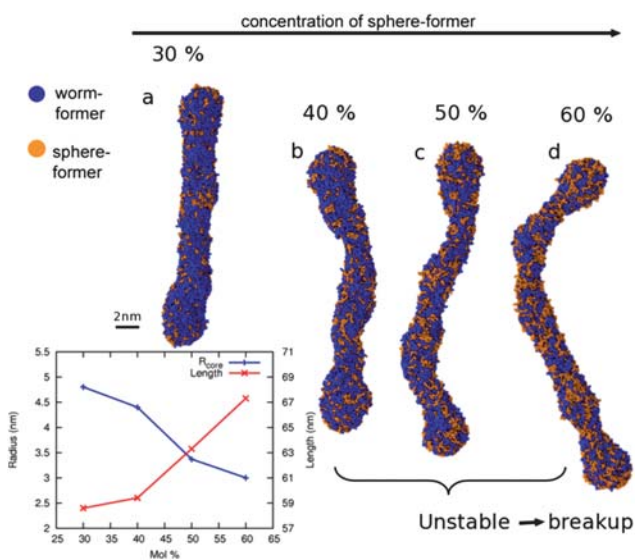 concentration of sphere-former
30 %
worm-
former
sphere-
former
a
40 %
50 %
60 %
b
c
d
2nm
5.5
5
4.5
4
3.5
3
2.5
2
Radius (nm)
R_core
Length
71
69
67
65
63
61
59
57
Length (nm)
30
35
40
45
50
55
60
Mol %
Unstable → breakup